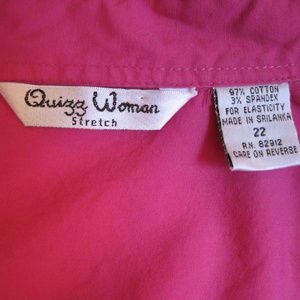 Quizz Woman
Stretch
97% COTTON
3% SPANDEX
FOR ELASTICITY
MADE IN SRILANKA
22
R.N. 82912
CARE ON REVERSE